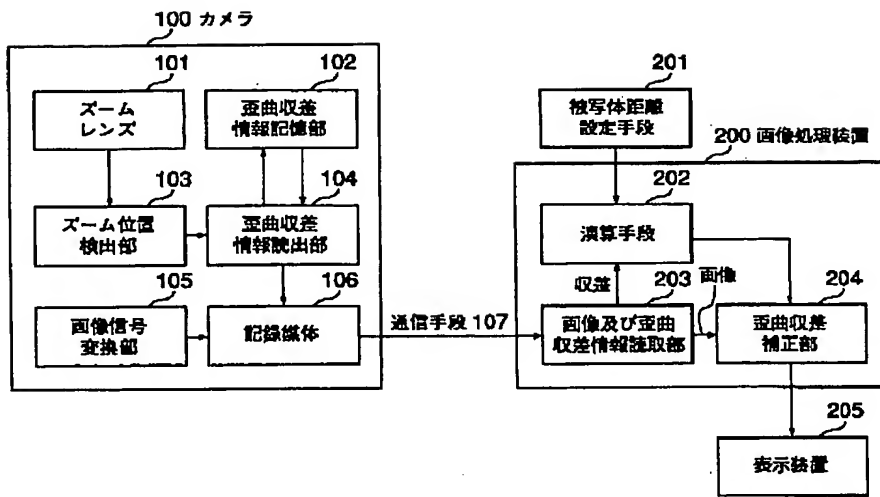 100 カメラ
101
ズーム
レンズ
102
歪曲収差
情報記憶部
103
ズーム位置
検出部
104
歪曲収差
情報読出部
105
画像信号
変換部
106
記録媒体
通信手段 107
201
被写体距離
設定手段
200 画像処理装置
202
演算手段
収差
203
画像
画像及び歪曲
収差情報読取部
204
歪曲収差
補正部
205
表示装置